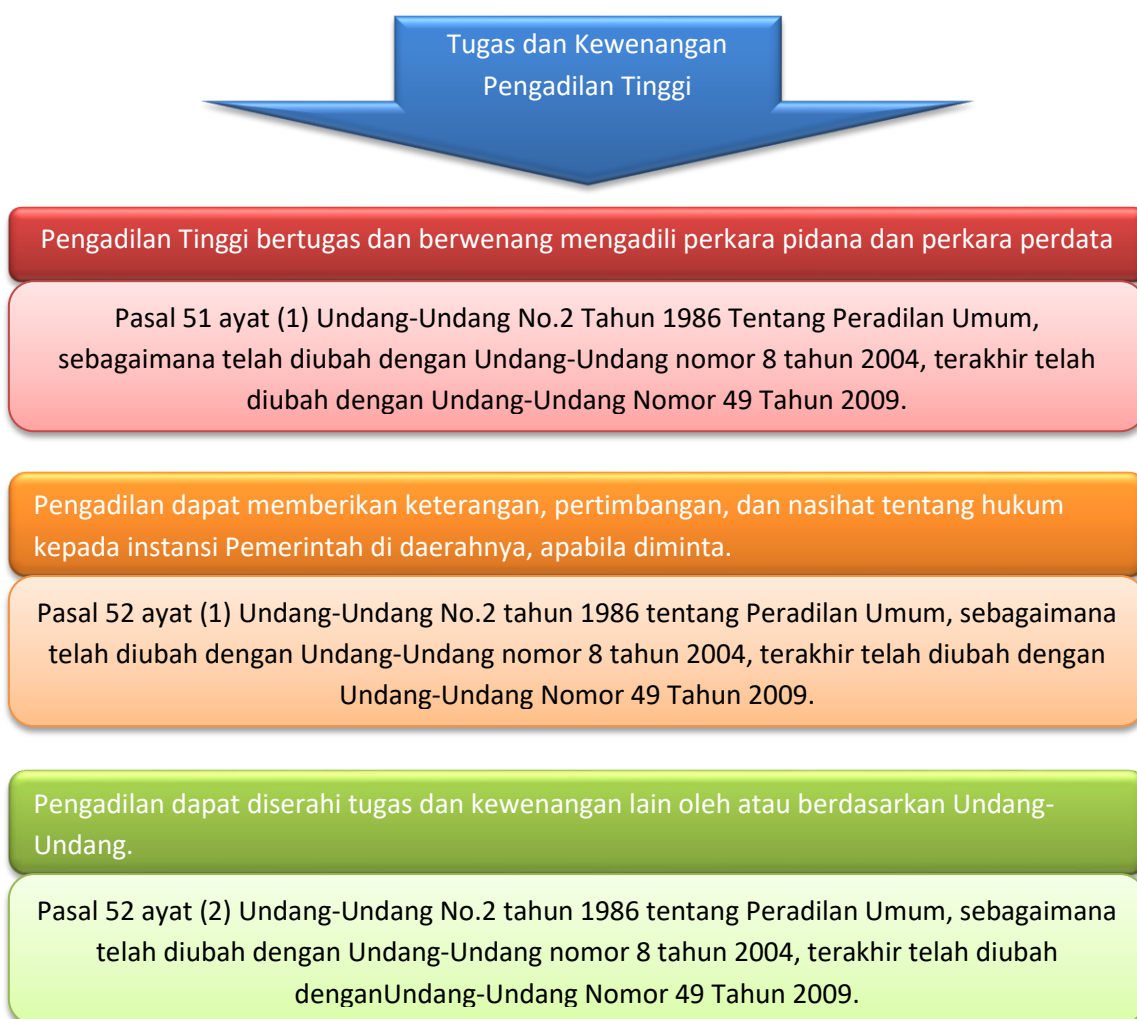 Tugas dan Kewenangan
Pengadilan Tinggi
Pengadilan Tinggi bertugas dan berwenang mengadili perkara pidana dan perkara perdata
Pasal 51 ayat (1) Undang-Undang No.2 Tahun 1986 Tentang Peradilan Umum,
sebagaimana telah diubah dengan Undang-Undang nomor 8 tahun 2004, terakhir telah
diubah dengan Undang-Undang Nomor 49 Tahun 2009.
Pengadilan dapat memberikan keterangan, pertimbangan, dan nasihat tentang hukum
kepada instansi Pemerintah di daerahnya, apabila diminta.
Pasal 52 ayat (1) Undang-Undang No.2 tahun 1986 tentang Peradilan Umum, sebagaimana
telah diubah dengan Undang-Undang nomor 8 tahun 2004, terakhir telah diubah dengan
Undang-Undang Nomor 49 Tahun 2009.
Pengadilan dapat diserahi tugas dan kewenangan lain oleh atau berdasarkan Undang-
Undang.
Pasal 52 ayat (2) Undang-Undang No.2 tahun 1986 tentang Peradilan Umum, sebagaimana
telah diubah dengan Undang-Undang nomor 8 tahun 2004, terakhir telah diubah
denganUndang-Undang Nomor 49 Tahun 2009.